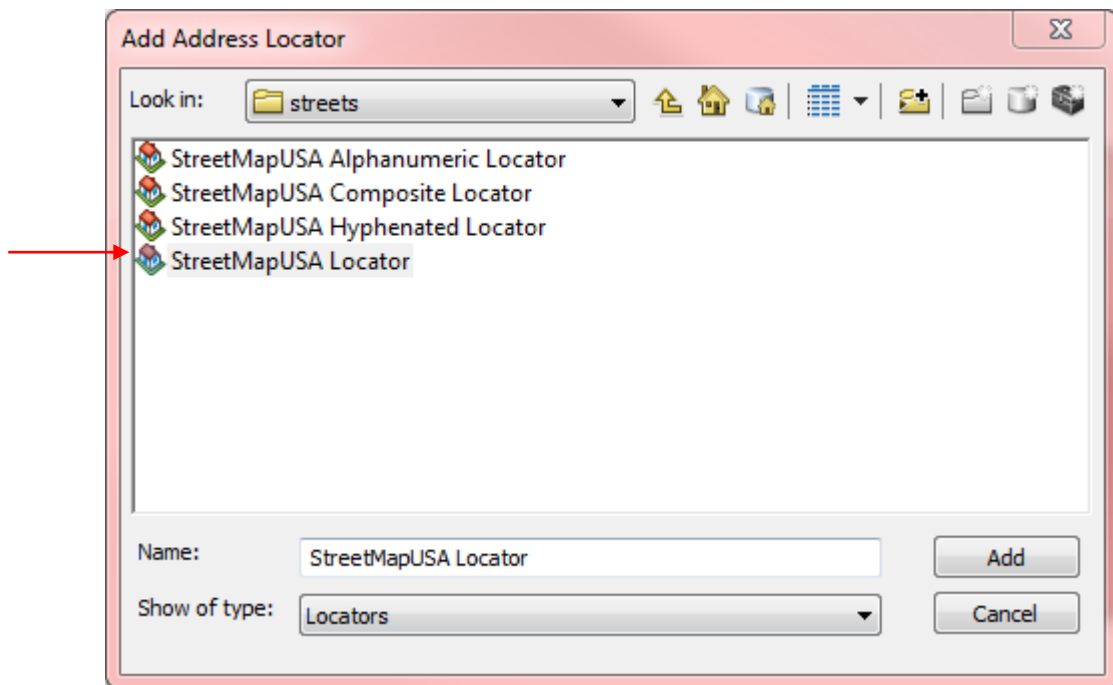 Add Address Locator
Look in: streets
StreetMapUSA Alphanumeric Locator
StreetMapUSA Composite Locator
StreetMapUSA Hyphenated Locator
StreetMapUSA Locator
Name: StreetMapUSA Locator Add
Show of type: Locators Cancel